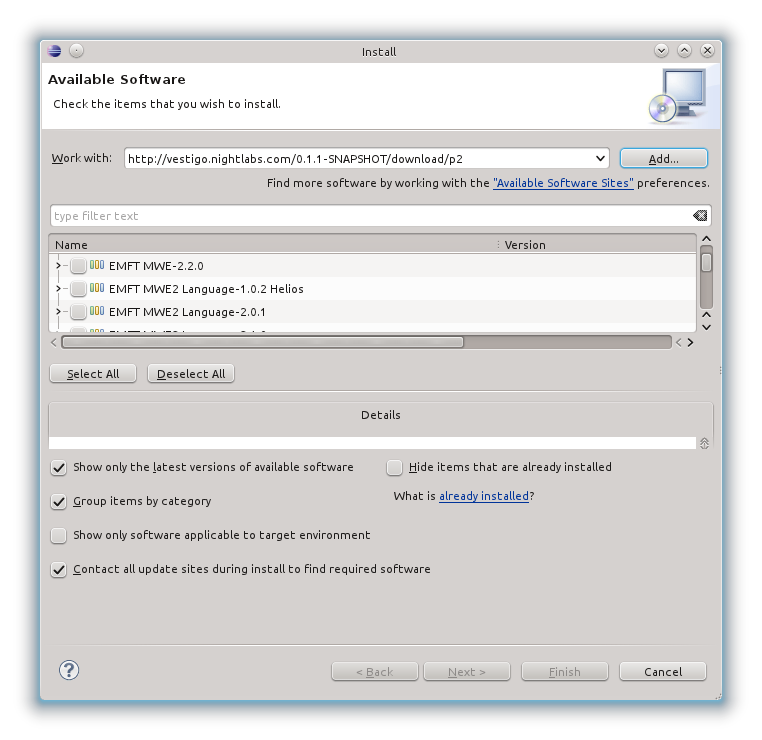 Install
Available Software
Check the items that you wish to install.
Work with: http://vestigo.nightlabs.com/0.1.1-SNAPSHOT/download/p2 Add...
Find more software by working with the "Available Software Sites" preferences.
type filter text
Name Version
EMFT MWE-2.2.0
EMFT MWE2 Language-1.0.2 Helios
EMFT MWE2 Language-2.0.1
Select All Deselect All
Details
Show only the latest versions of available software Hide items that are already installed
Group items by category What is already installed?
Show only software applicable to target environment
Contact all update sites during install to find required software
? < Back Next > Finish Cancel